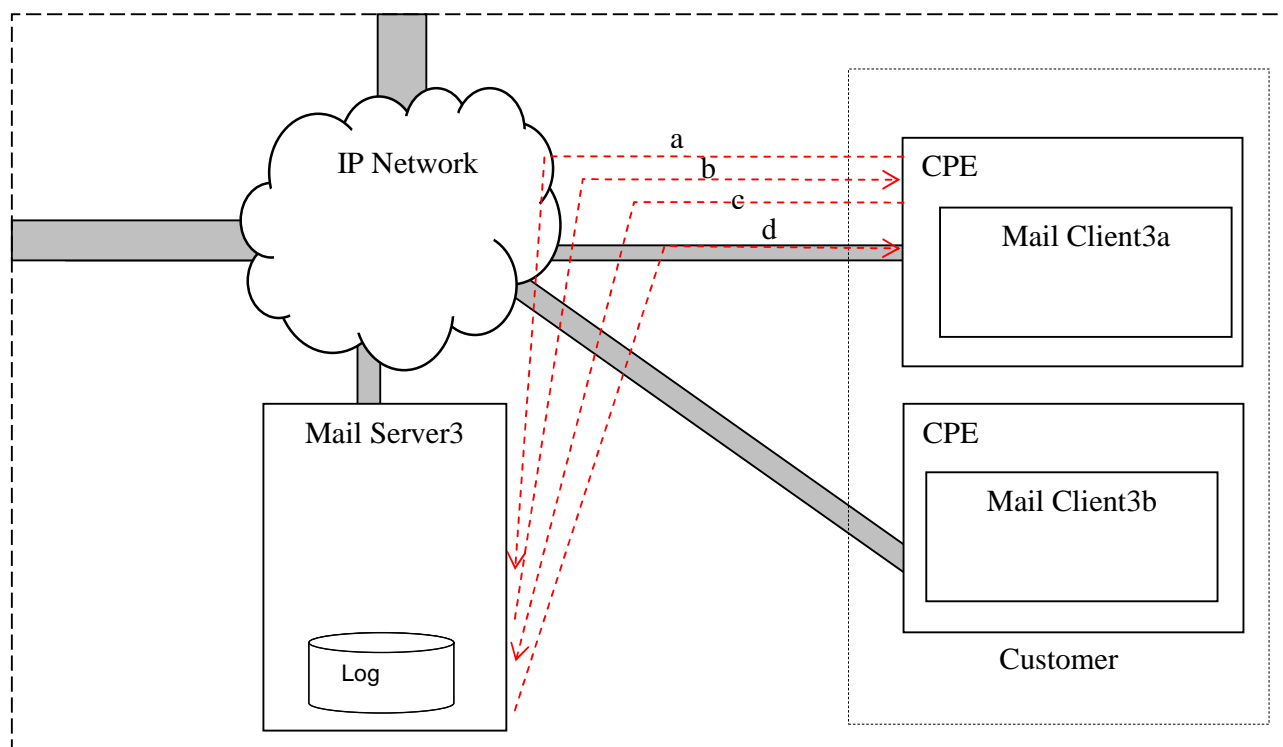 a
IP Network
CPE
b
c
Mail Client3a
d
Mail Server3
CPE
Mail Client3b
Log
Customer